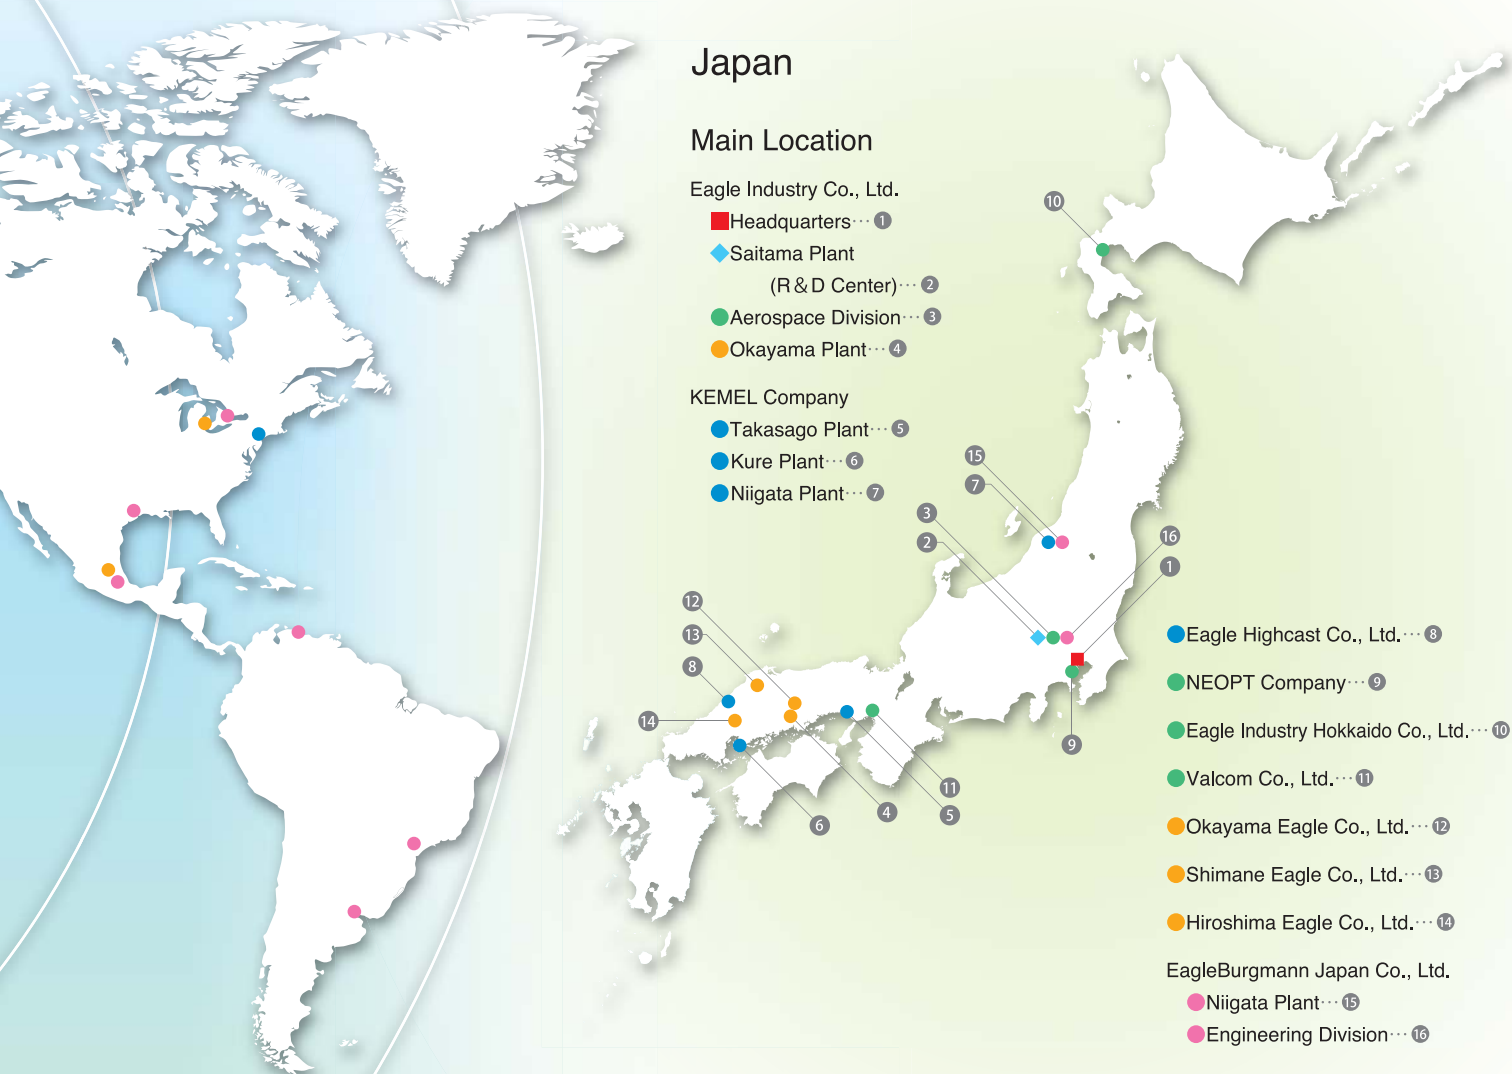 Japan
Main Location
Eagle Industry Co., Ltd.
Headquarters···1
Saitama Plant
(R&D Center)···2
Aerospace Division···3
Okayama Plant···4
KEMEL Company
Takasago Plant···5
Kure Plant···6
Niigata Plant···7
10
15
7
3
2
16
1
12
13
8
14
9
11
4
5
6
Eagle Highcast Co., Ltd.···8
NEOPT Company···9
Eagle Industry Hokkaido Co., Ltd.···10
Valcom Co., Ltd.···11
Okayama Eagle Co., Ltd.···12
Shimane Eagle Co., Ltd.···13
Hiroshima Eagle Co., Ltd.···14
EagleBurgmann Japan Co., Ltd.
Niigata Plant···15
Engineering Division···16